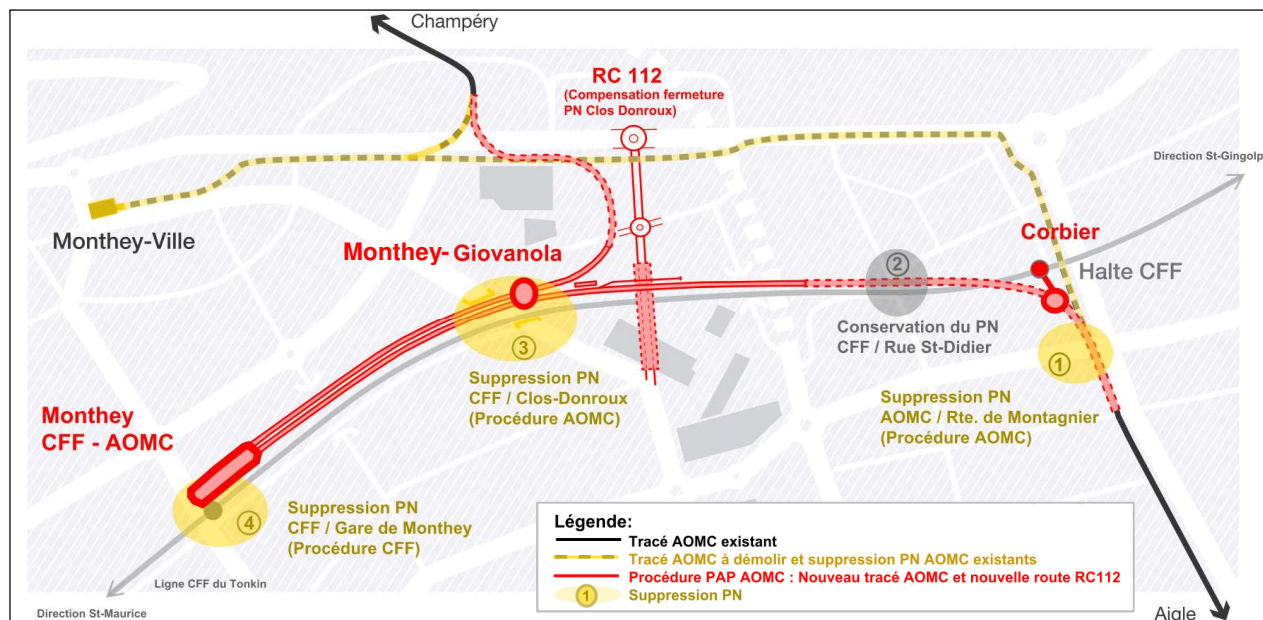 Champéry
RC 112
(Compensation fermeture
PN Clos Donroux)
Direction St-Gingolph
Monthey-Ville
Monthey-Giovanola
Corbier
Halte CFF
2
Conservation du PN
CFF / Rue St-Didier
3
Suppression PN
CFF / Clos-Donroux
(Procédure AOMC)
1
Suppression PN
AOMC / Rte. de Montagnier
(Procédure AOMC)
Monthey
CFF - AOMC
4
Suppression PN
CFF / Gare de Monthey
(Procédure CFF)
Ligne CFF du Tonkin
Direction St-Maurice
Légende:
Tracé AOMC existant
Tracé AOMC à démolir et suppression PN AOMC existants
Procédure PAP AOMC : Nouveau tracé AOMC et nouvelle route RC112
1 Suppression PN
Aigle